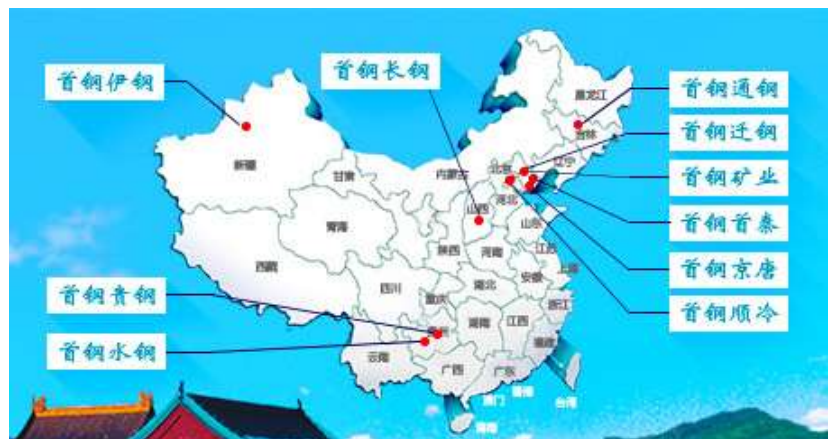 首钢长钢
首钢伊钢
首钢通钢
首钢迁钢
首钢矿业
首钢首秦
首钢京唐
首钢顺冷
首钢贵钢
首钢水钢
黑龙江
吉林
辽宁
内蒙古
北京
河北
新疆
甘肃
山西
山东
青海
陕西
河南
江苏
西藏
安徽
上海
四川
重庆
湖北
浙江
贵州
湖南
江西
福建
云南
广西
广东
台湾
澳门
香港
海南